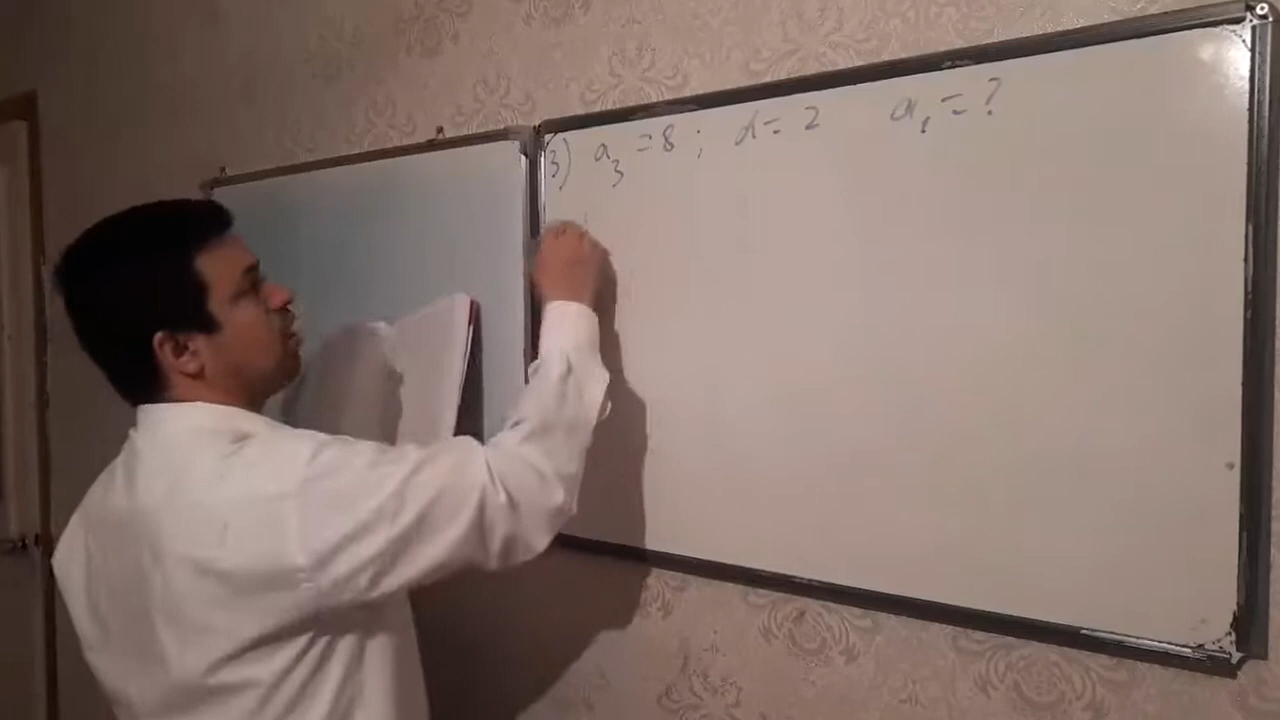 3) a₃ = 8 ; d = 2 a₁ = ?